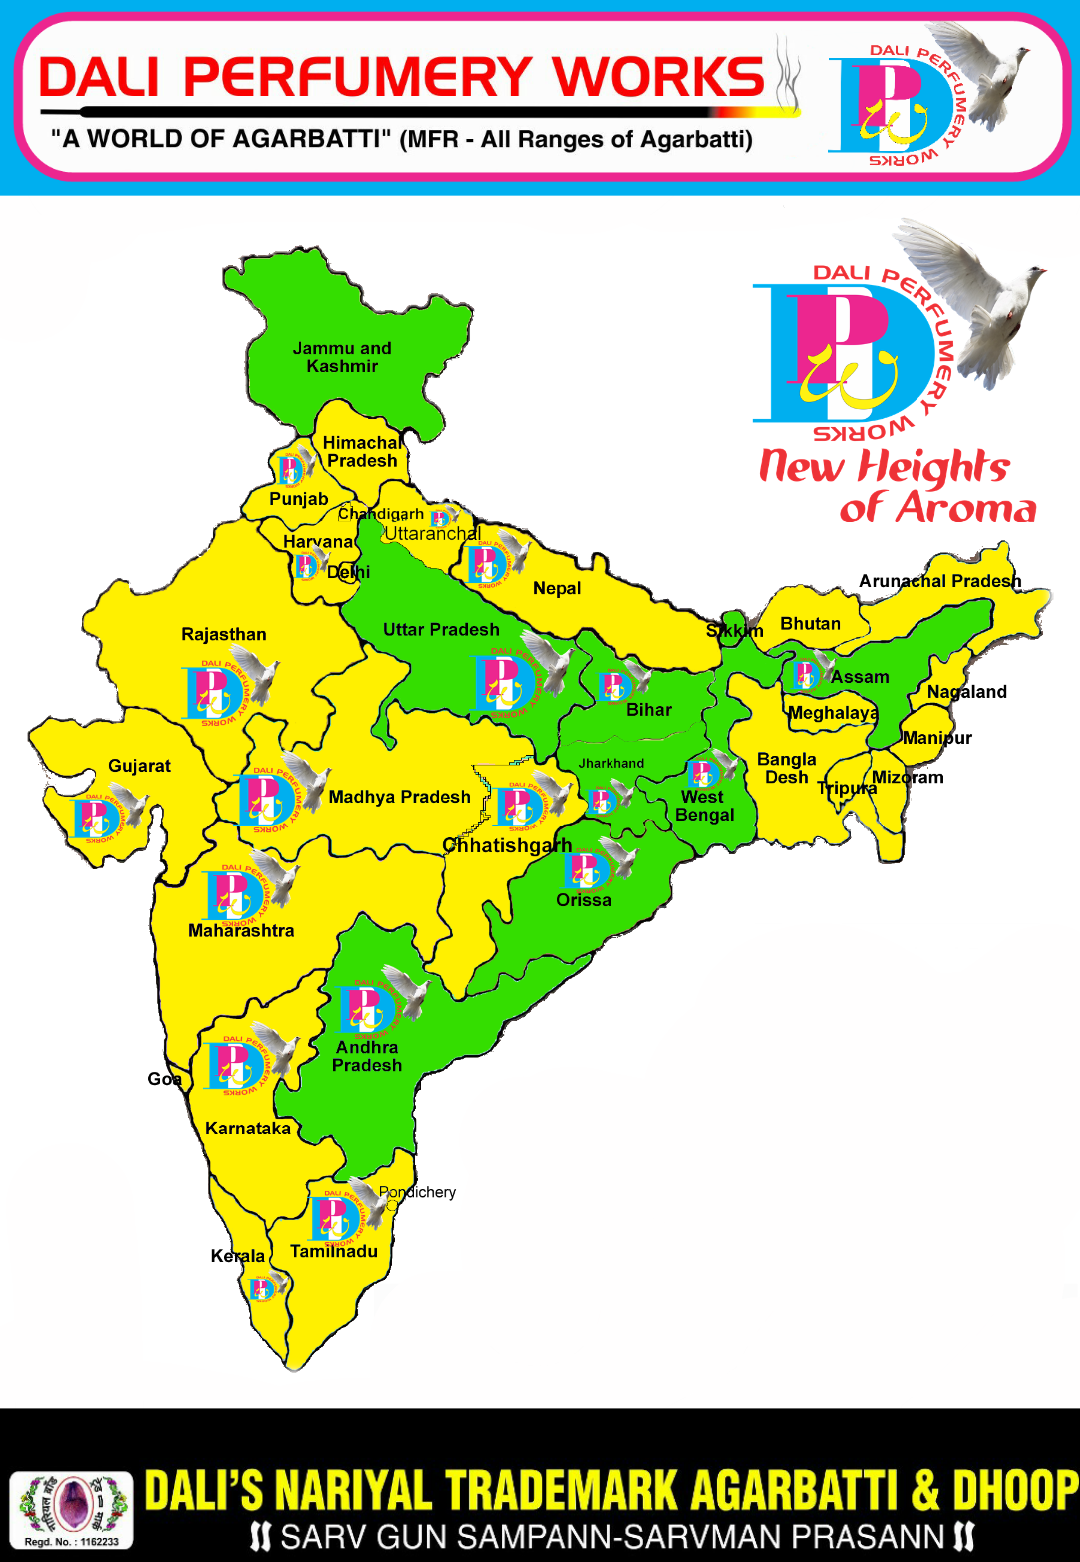 DALI PERFUMERY WORKS
"A WORLD OF AGARBATTI" (MFR - All Ranges of Agarbatti)
DALI PERFUMERY WORKS
DALI PERFUMERY WORKS
New Heights
of Aroma
Jammu and
Kashmir
Himachal
Pradesh
Punjab
Chandigarh
Uttaranchal
Haryana
Delhi
Nepal
Arunachal Pradesh
Rajasthan
Uttar Pradesh
Sikkim
Bhutan
Assam
Nagaland
Bihar
Meghalaya
Manipur
Gujarat
Jharkhand
Bangla
Desh
Tripura
Mizoram
Madhya Pradesh
West
Bengal
Chhatishgarh
Orissa
Maharashtra
Andhra
Pradesh
Goa
Karnataka
Pondichery
Kerala
Tamilnadu
DALI'S NARIYAL TRADEMARK AGARBATTI & DHOOP
SARV GUN SAMPANN-SARVMAN PRASANN
Regd. No. : 1162233